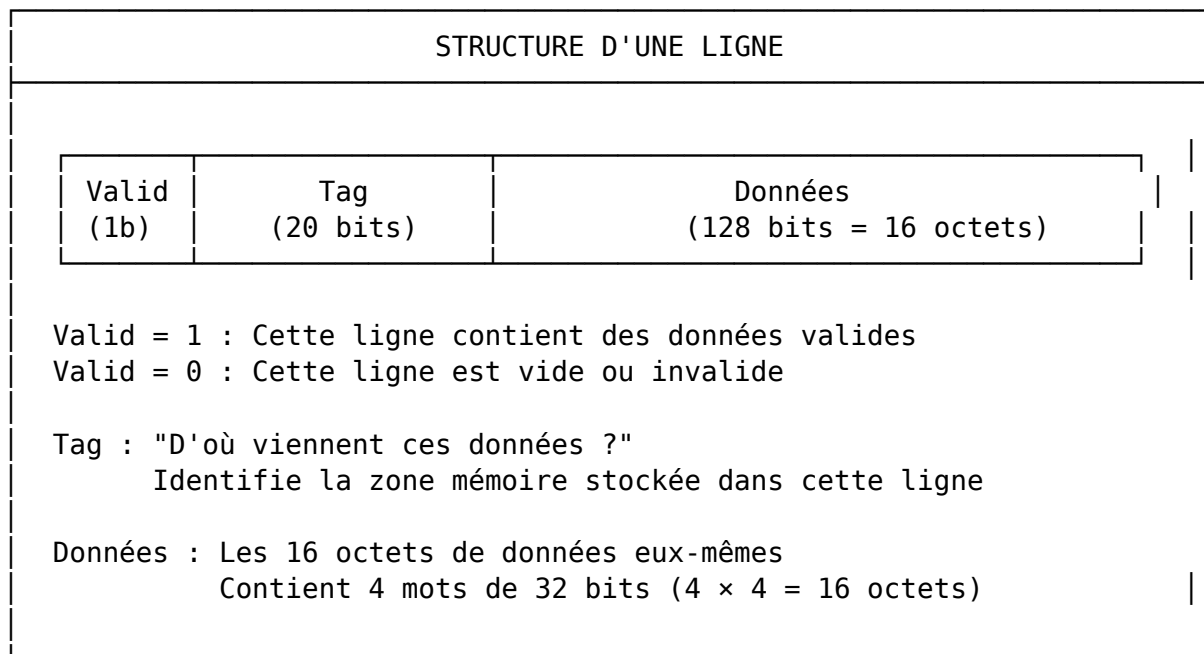 STRUCTURE D'UNE LIGNE
Valid Tag Données
(1b) (20 bits) (128 bits = 16 octets)
Valid = 1 : Cette ligne contient des données valides
Valid = 0 : Cette ligne est vide ou invalide
Tag : "D'où viennent ces données ?"
Identifie la zone mémoire stockée dans cette ligne
Données : Les 16 octets de données eux-mêmes
Contient 4 mots de 32 bits (4 × 4 = 16 octets)